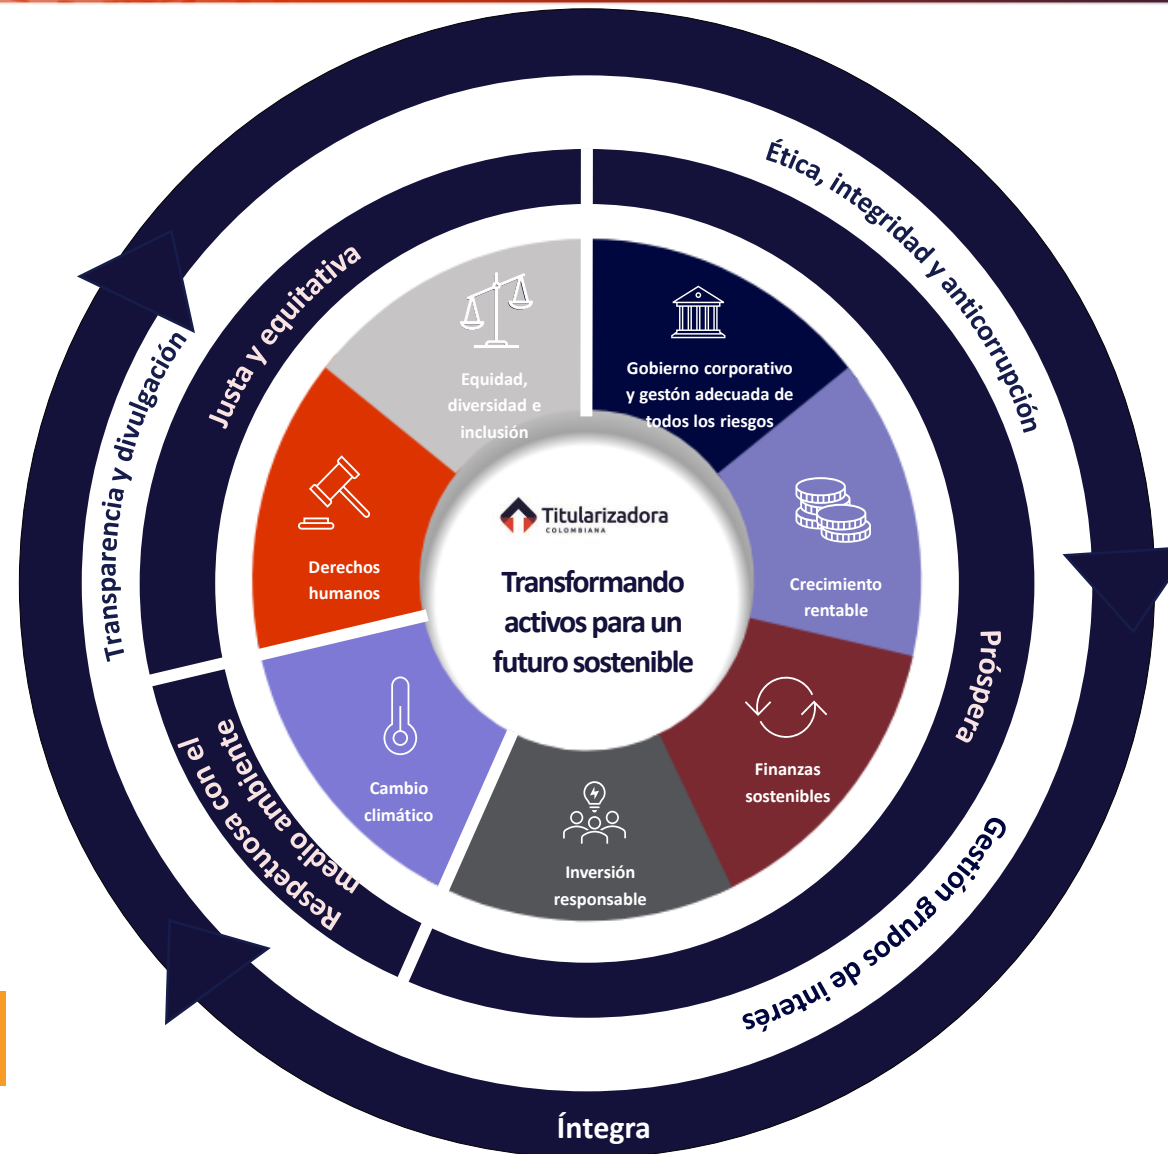 Ética, integridad y anticorrupción
Justa y equitativa
Equidad,
diversidad e
inclusión
Gobierno corporativo
y gestón adecuada de
todos los riesgos
Transparencia y divulgación
Derechos
humanos
Titularizadora
COLOMBIANA
Transformando
activos para un
futuro sostenible
Crecimiento
rentable
Próspera
Respetuosa con el
medio ambiente
Cambio
climático
Finanzas
sostenibles
Inversión
responsable
Gestión grupos de interés
Íntegra